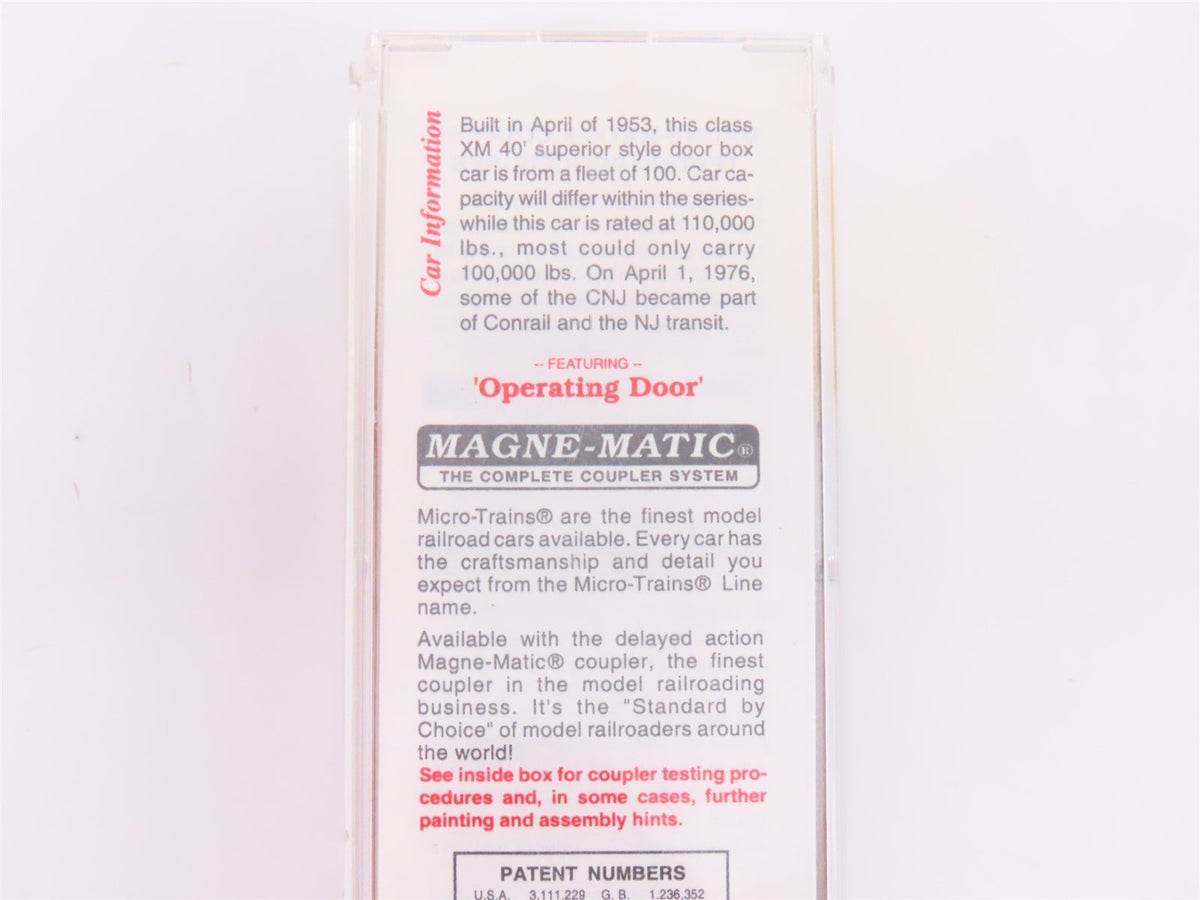 Car Information
Built in April of 1953, this class
XM 40' superior style door box
car is from a fleet of 100. Car ca-
pacity will differ within the series-
while this car is rated at 110,000
lbs., most could only carry
100,000 lbs. On April 1, 1976,
some of the CNJ became part
of Conrail and the NJ transit.
-- FEATURING --
'Operating Door'
MAGNE-MATIC®
THE COMPLETE COUPLER SYSTEM
Micro-Trains® are the finest model
railroad cars available. Every car has
the craftsmanship and detail you
expect from the Micro-Trains® Line
name.
Available with the delayed action
Magne-Matic® coupler, the finest
coupler in the model railroading
business. It's the "Standard by
Choice" of model railroaders around
the world!
See inside box for coupler testing pro-
cedures and, in some cases, further
painting and assembly hints.
PATENT NUMBERS
U.S.A. 3,111,229 G. B. 1,236,352